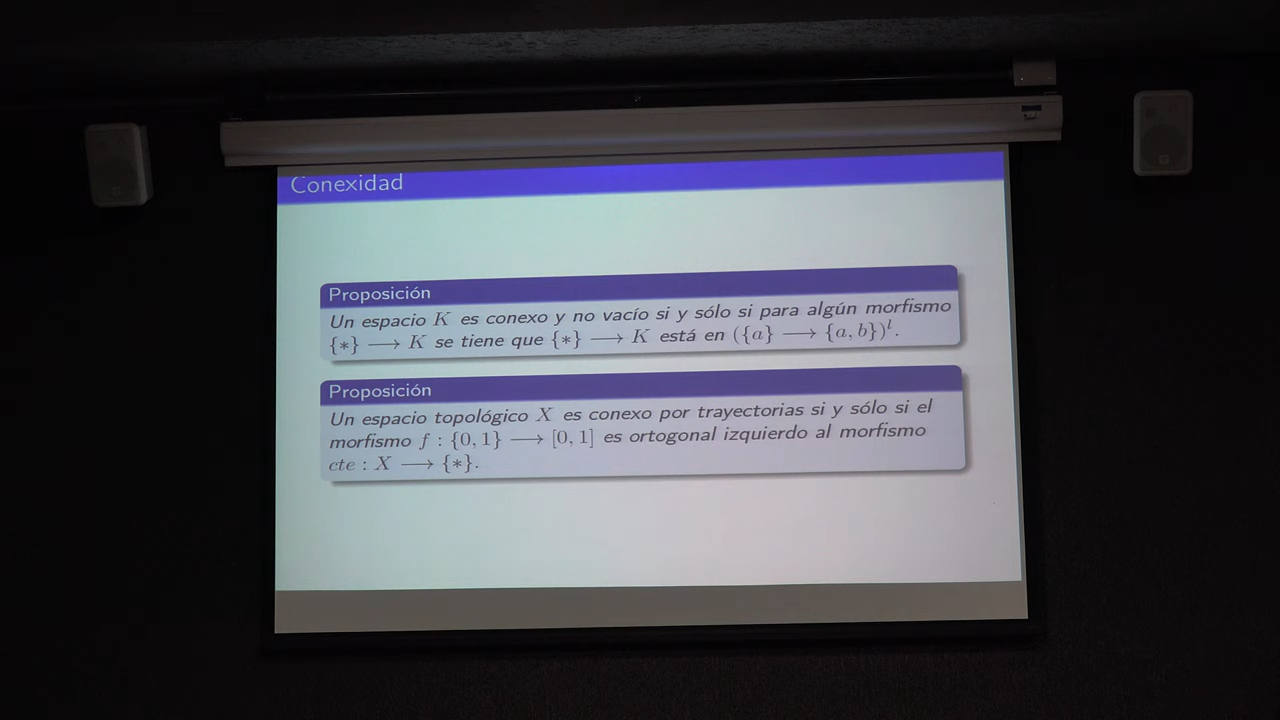 Conexidad
Proposición
Un espacio K es conexo y no vacío si y sólo si para algún morfismo
{∗} ⟶ K se tiene que {∗} ⟶ K está en ({a} ⟶ {a, b})ˡ.
Proposición
Un espacio topológico X es conexo por trayectorias si y sólo si el
morfismo f : {0, 1} ⟶ [0, 1] es ortogonal izquierdo al morfismo
cte : X ⟶ {∗}.